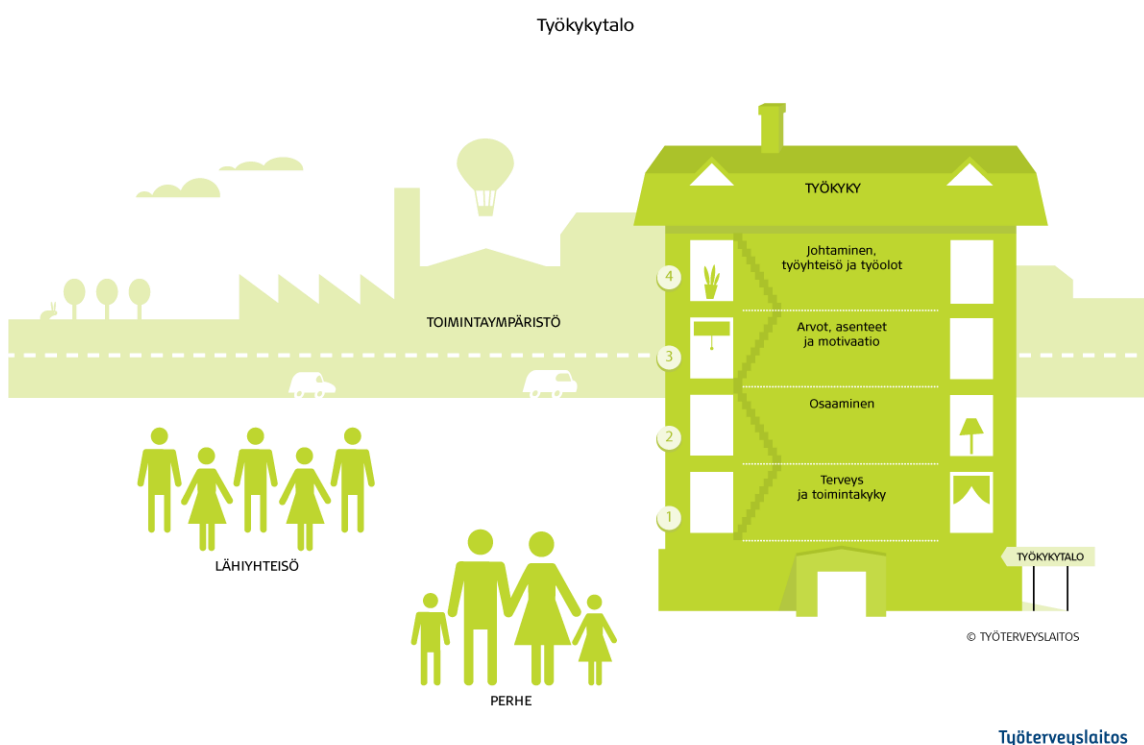 Työkykytalo
TYÖKYKY
4
Johtaminen,
työyhteisö ja työolot
TOIMINTAYMPÄRISTÖ
3
Arvot, asenteet
ja motivaatio
2
Osaaminen
1
Terveys
ja toimintakyky
LÄHIYHTEISÖ
TYÖKYKYTALO
© TYÖTERVEYSLAITOS
PERHE
Työterveyslaitos